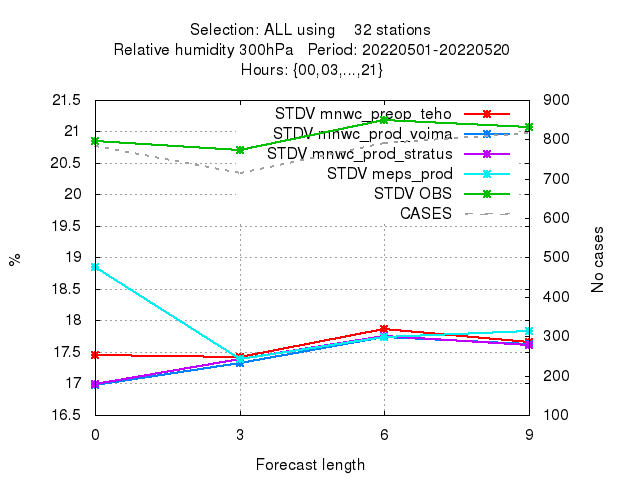 Selection: ALL using    32 stations
Relative humidity 300hPa   Period: 20220501-20220520
Hours: {00,03,...,21}
21.5
21
20.5
20
19.5
19
18.5
18
17.5
17
16.5
%
STDV mnwc_preop_teho
STDV mnwc_prod_voima
STDV mnwc_prod_stratus
STDV meps_prod
STDV OBS
CASES
900
800
700
600
500
400
300
200
100
No cases
0 3 6 9
Forecast length